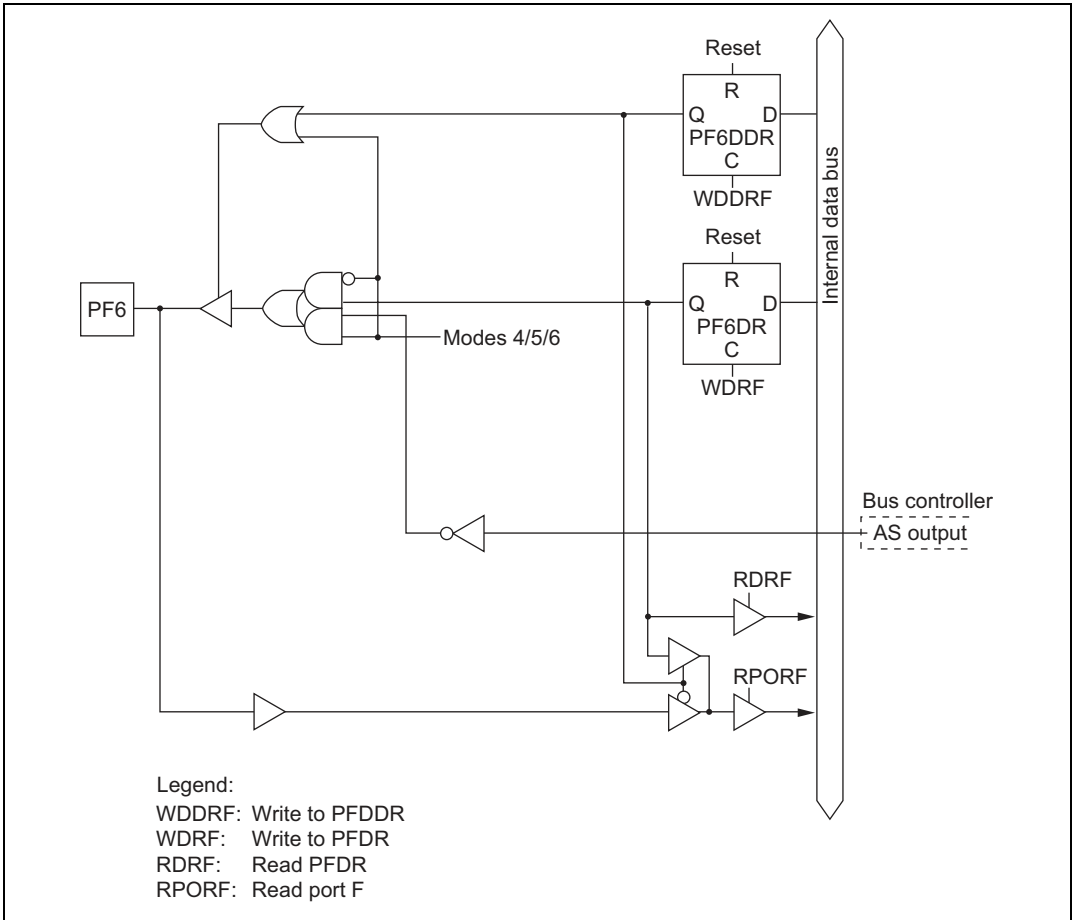 Reset
R
Q D
PF6DDR
C
WDDRF
Reset
R
Q D
PF6DR
C
WDRF
Internal data bus
PF6
Modes 4/5/6
Bus controller
AS output
RDRF
RPORF
Legend:
WDDRF: Write to PFDDR
WDRF: Write to PFDR
RDRF: Read PFDR
RPORF: Read port F